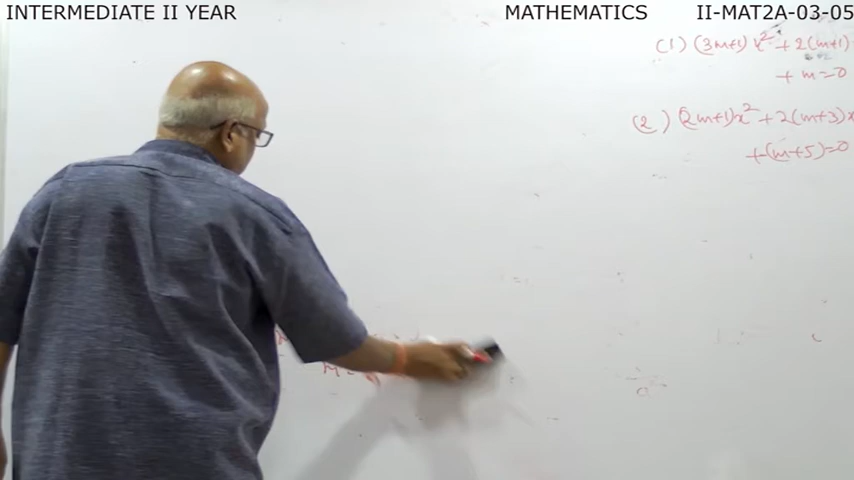 INTERMEDIATE II YEAR MATHEMATICS II-MAT2A-03-05
(1) (3m+1) x² + 2(m+1)
+ m=0
(2) (2m+1)x² + 2(m+3)x
+(m+5)=0